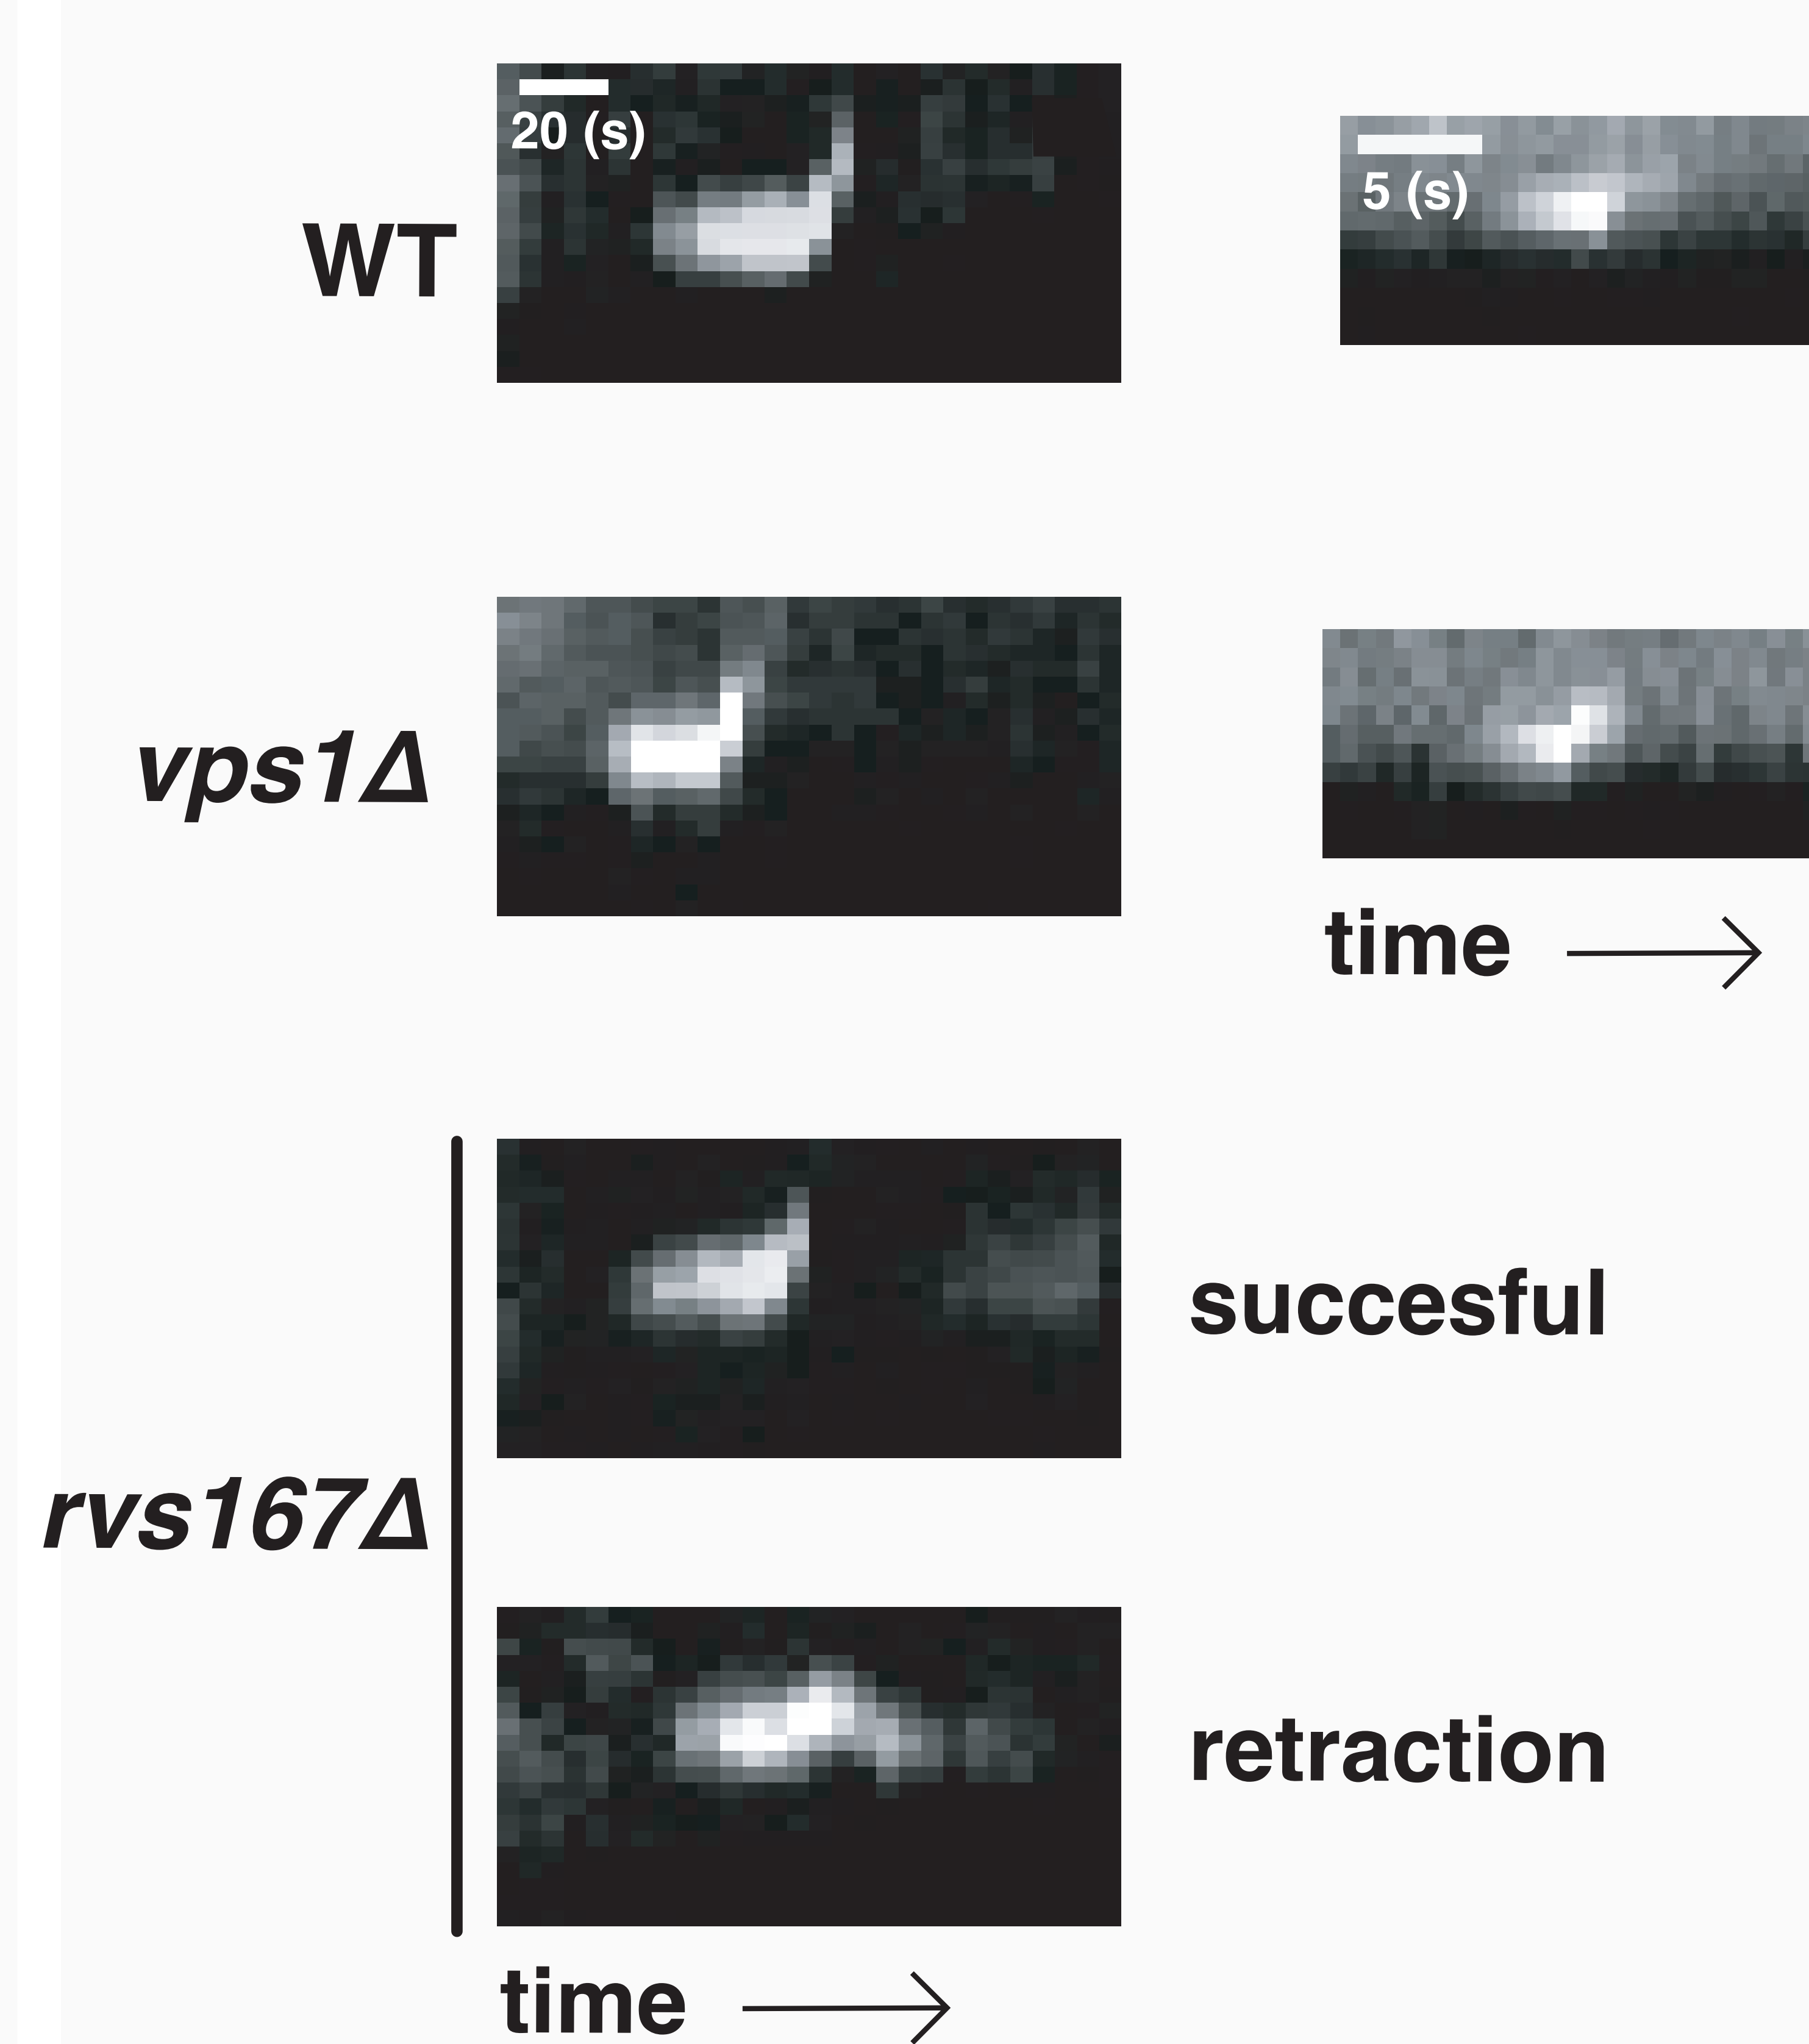 20 (s)
5 (s)
WT
vps1Δ
time
succesful
rvs167Δ
retraction
time